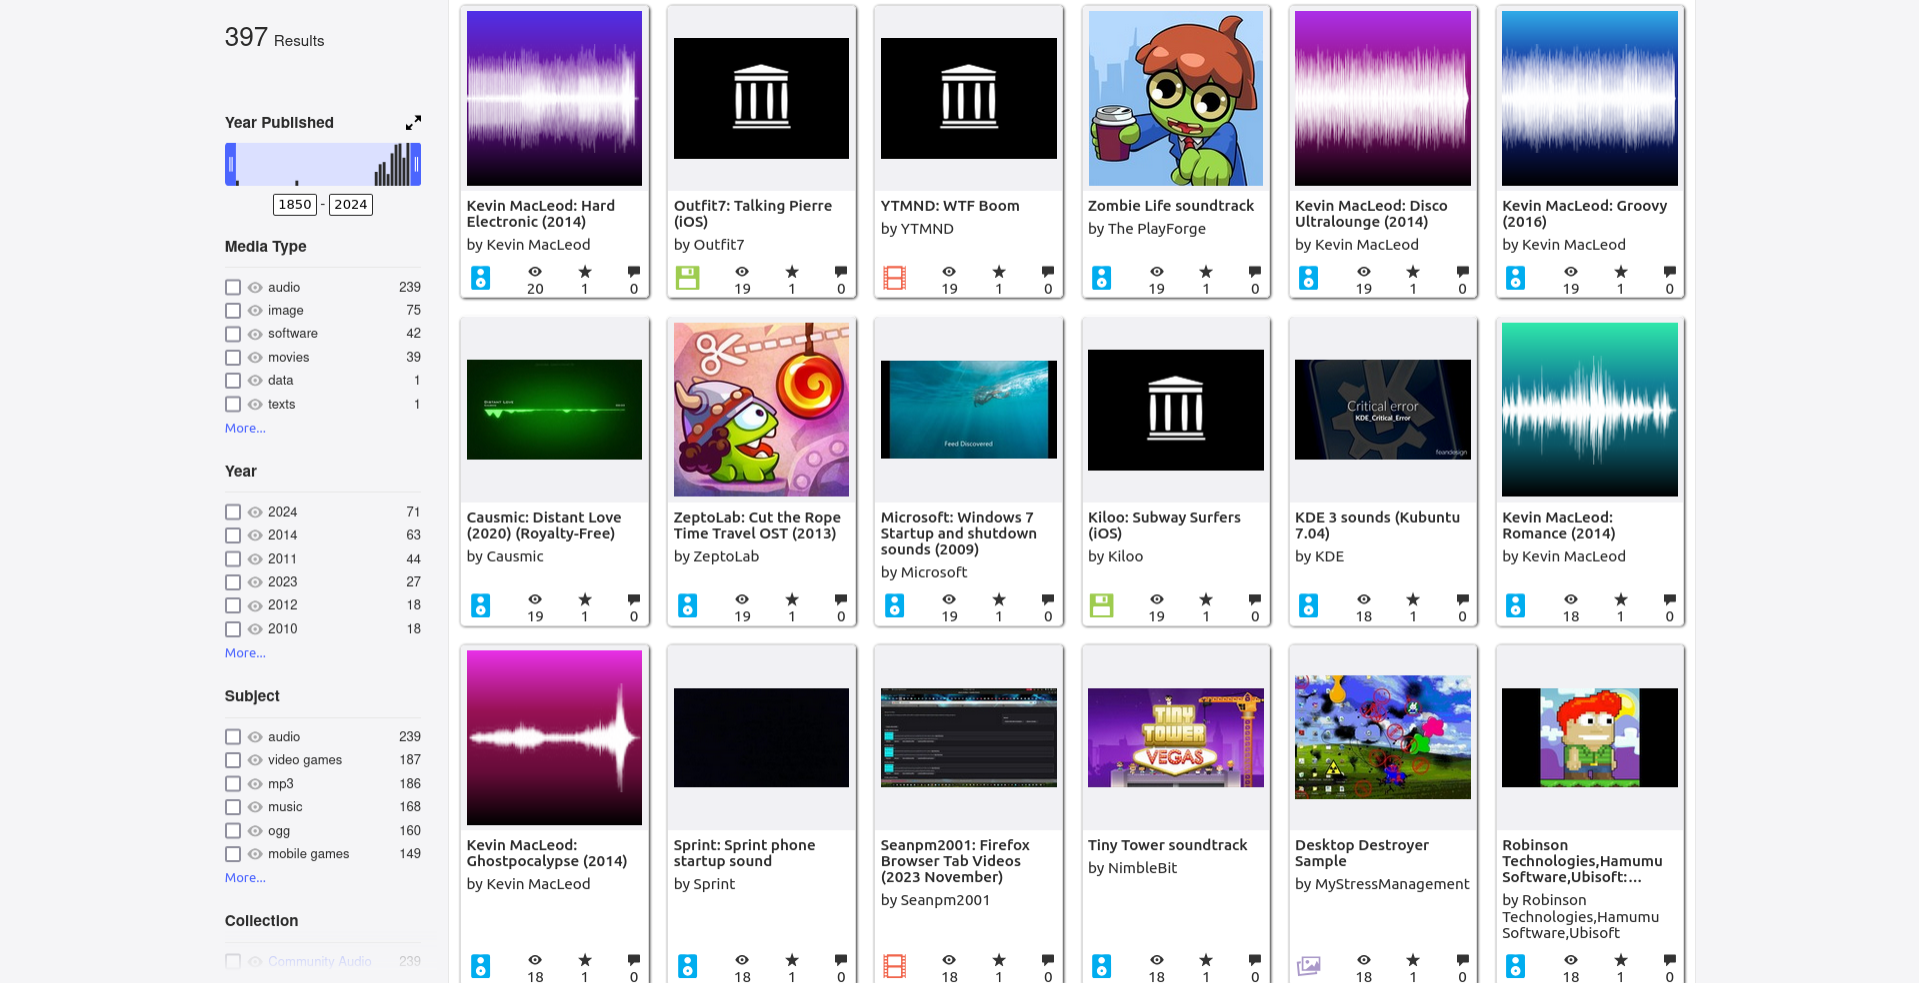 397 Results
Year Published
1850 - 2024
Media Type
audio 239
image 75
software 42
movies 39
data 1
texts 1
More...
Year
2024 71
2014 63
2011 44
2023 27
2012 18
2010 18
More...
Subject
audio 239
video games 187
mp3 186
music 168
ogg 160
mobile games 149
More...
Collection
Community Audio 239
Kevin MacLeod: Hard
Electronic (2014)
by Kevin MacLeod
20 1 0
Outfit7: Talking Pierre
(iOS)
by Outfit7
19 1 0
YTMND: WTF Boom
by YTMND
19 1 0
Zombie Life soundtrack
by The PlayForge
19 1 0
Kevin MacLeod: Disco
Ultralounge (2014)
by Kevin MacLeod
19 1 0
Kevin MacLeod: Groovy
(2016)
by Kevin MacLeod
19 1 0
DISTANT LOVE
Causmic: Distant Love
(2020) (Royalty-Free)
by Causmic
19 1 0
ZeptoLab: Cut the Rope
Time Travel OST (2013)
by ZeptoLab
19 1 0
Feed Discovered
Microsoft: Windows 7
Startup and shutdown
sounds (2009)
by Microsoft
19 1 0
Kiloo: Subway Surfers
(iOS)
by Kiloo
19 1 0
Critical error
KDE_Critical_Error
feandesign
KDE 3 sounds (Kubuntu
7.04)
by KDE
18 1 0
Kevin MacLeod:
Romance (2014)
by Kevin MacLeod
18 1 0
Kevin MacLeod:
Ghostpocalypse (2014)
by Kevin MacLeod
18 1 0
Sprint: Sprint phone
startup sound
by Sprint
18 1 0
Seanpm2001: Firefox
Browser Tab Videos
(2023 November)
by Seanpm2001
18 1 0
TINY
TOWER
VEGAS
Tiny Tower soundtrack
by NimbleBit
18 1 0
Desktop Destroyer
Sample
by MyStressManagement
18 1 0
Robinson
Technologies,Hamumu
Software,Ubisoft:...
by Robinson
Technologies,Hamumu
Software,Ubisoft
18 1 0